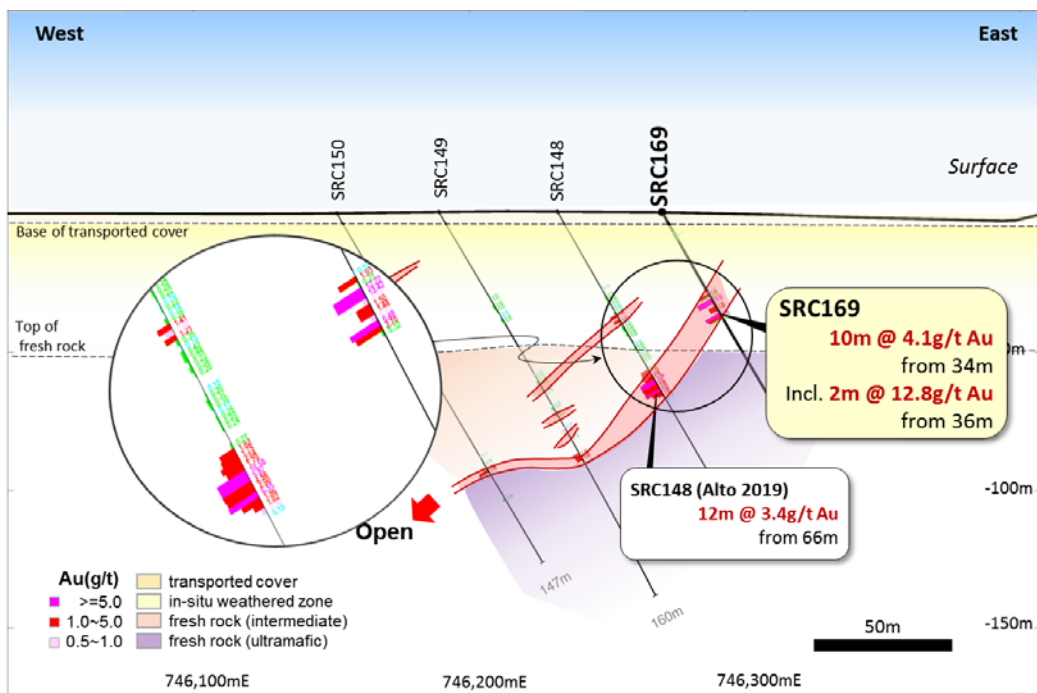 West
East
SRC150
SRC149
SRC148
SRC169
Surface
Base of transported cover
Top of
fresh rock
SRC169
10m @ 4.1g/t Au
from 34m
Incl. 2m @ 12.8g/t Au
from 36m
SRC148 (Alto 2019)
12m @ 3.4g/t Au
from 66m
-100m
Open
147m
160m
Au(g/t)
>=5.0
1.0~5.0
0.5~1.0
transported cover
in-situ weathered zone
fresh rock (intermediate)
fresh rock (ultramafic)
50m
-150m
746,100mE
746,200mE
746,300mE